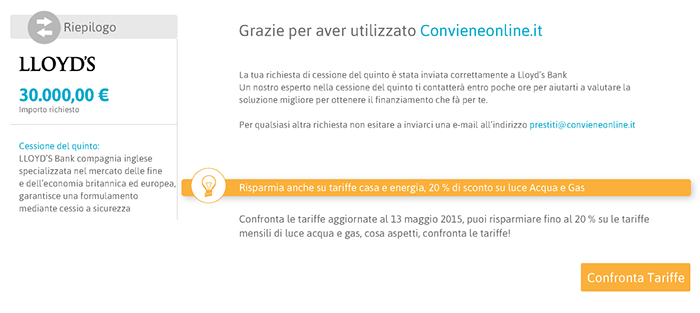 Riepilogo
LLOYD'S
30.000,00 €
Importo richiesto
Cessione del quinto:
LLOYD'S Bank compagnia inglese
specializzata nel mercato delle fine
e dell'economia britannica ed europea,
garantisce una formulamento
mediante cessio a sicurezza
Grazie per aver utilizzato Convieneonline.it
La tua richiesta di cessione del quinto è stata inviata correttamente a Lloyd's Bank
Un nostro esperto nella cessione del quinto ti contatterà entro poche ore per aiutarti a valutare la
soluzione migliore per ottenere il finanziamento che fà per te.
Per qualsiasi altra richiesta non esitare a inviarci una e-mail all'indirizzo prestiti@convieneonline.it
Risparmia anche su tariffe casa e energia, 20 % di sconto su luce Acqua e Gas
Confronta le tariffe aggiornate al 13 maggio 2015, puoi risparmiare fino al 20 % su le tariffe
mensili di luce acqua e gas, cosa aspetti, confronta le tariffe!
Confronta Tariffe